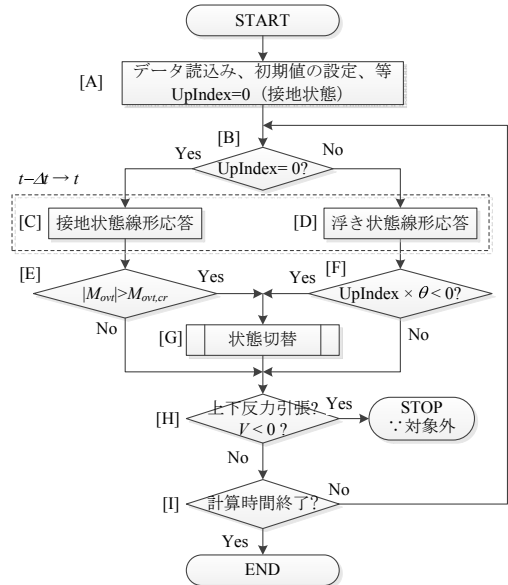 START
[A]
データ読込み、初期値の設定、等
UpIndex=0（接地状態）
[B]
Yes
No
UpIndex= 0?
t−Δt → t
[C]
接地状態線形応答
[D]
浮き状態線形応答
[E]
|Movt|>Movt,cr
Yes
No
[F]
Yes
UpIndex × θ < 0?
No
[G]
状態切替
[H]
上下反力引張?
V < 0 ?
Yes
STOP
∵対象外
No
[I]
計算時間終了?
No
Yes
END